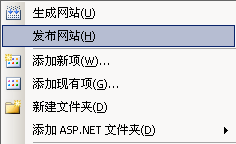 生成网站(U)
发布网站(H)
添加新项(W)...
添加现有项(G)...
新建文件夹(D)
添加 ASP.NET 文件夹(D)